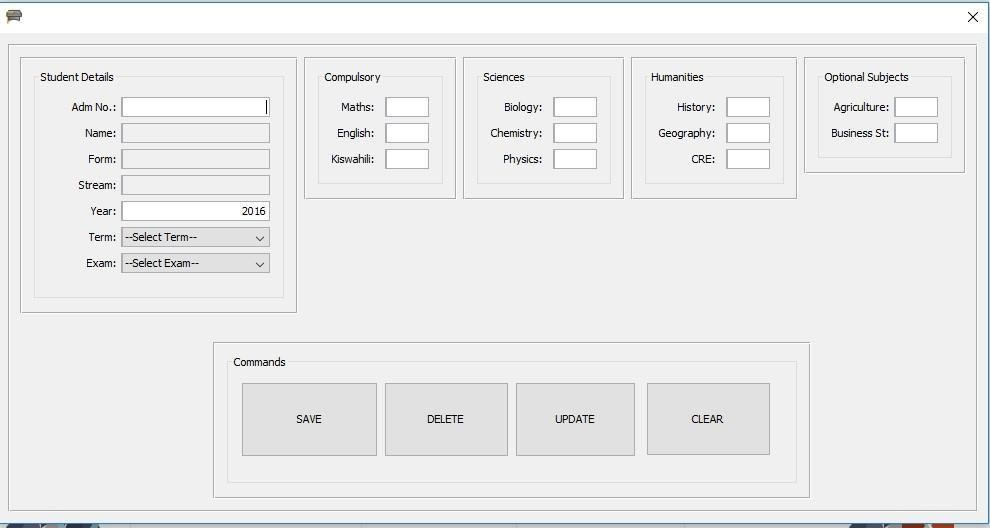 Student Details
Adm No.:
Name:
Form:
Stream:
Year: 2016
Term: --Select Term--
Exam: --Select Exam--
Compulsory
Maths:
English:
Kiswahili:
Sciences
Biology:
Chemistry:
Physics:
Humanities
History:
Geography:
CRE:
Optional Subjects
Agriculture:
Business St:
Commands
SAVE DELETE UPDATE CLEAR